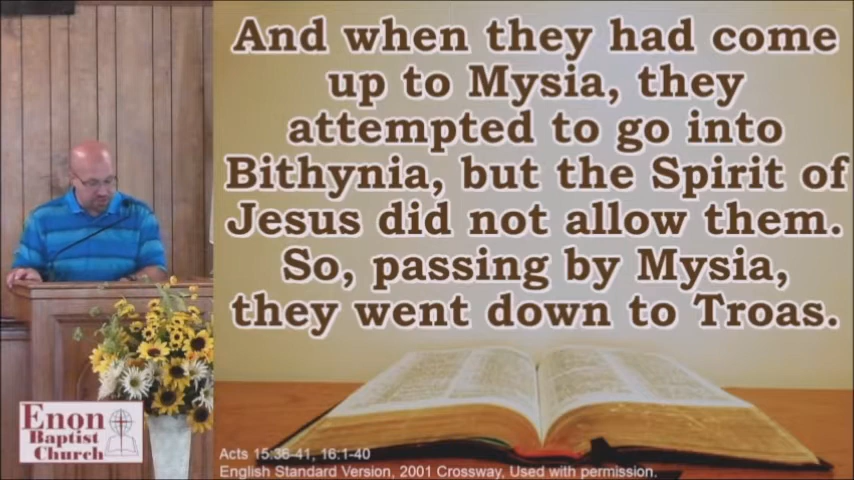 And when they had come
up to Mysia, they
attempted to go into
Bithynia, but the Spirit of
Jesus did not allow them.
So, passing by Mysia,
they went down to Troas.
Enon
Baptist
Church
Acts 15:36-41, 16:1-40
English Standard Version, 2001 Crossway, Used with permission.